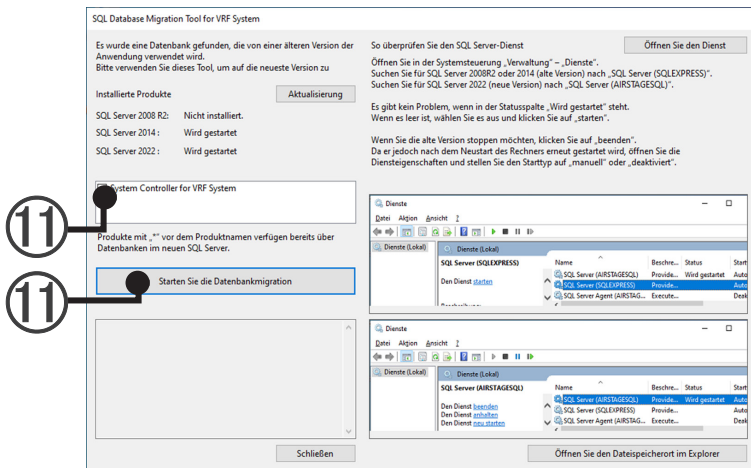 SQL Database Migration Tool for VRF System
Es wurde eine Datenbank gefunden, die von einer älteren Version der
Anwendung verwendet wird.
Bitte verwenden Sie dieses Tool, um auf die neueste Version zu
Installierte Produkte
Aktualisierung
SQL Server 2008 R2: Nicht installiert.
SQL Server 2014 : Wird gestartet
SQL Server 2022 : Wird gestartet
System Controller for VRF System
⑪
Produkte mit „*" vor dem Produktnamen verfügen bereits über
Datenbanken im neuen SQL Server.
Starten Sie die Datenbankmigration
⑪
Schließen
So überprüfen Sie den SQL Server-Dienst
Öffnen Sie den Dienst
Öffnen Sie in der Systemsteuerung „Verwaltung" – „Dienste".
Suchen Sie für SQL Server 2008R2 oder 2014 (alte Version) nach „SQL Server (SQLEXPRESS)".
Suchen Sie für SQL Server 2022 (neue Version) nach „SQL Server (AIRSTAGESQL)".
Es gibt kein Problem, wenn in der Statusspalte „Wird gestartet" steht.
Wenn es leer ist, wählen Sie es aus und klicken Sie auf „starten".
Wenn Sie die alte Version stoppen möchten, klicken Sie auf „beenden".
Da er jedoch nach dem Neustart des Rechners erneut gestartet wird, öffnen Sie die
Diensteigenschaften und stellen Sie den Starttyp auf „manuell" oder „deaktiviert".
Dienste
Datei Aktion Ansicht ?
Dienste (Lokal)
Dienste (Lokal)
SQL Server (SQLEXPRESS)
Den Dienst starten
Name Beschre... Status Start
SQL Server (AIRSTAGESQL) Provide... Wird gestartet Auto
SQL Server (SQLEXPRESS) Provide... Auto
SQL Server Agent (AIRSTAG... Execute... Deak
Dienste
Datei Aktion Ansicht ?
Dienste (Lokal)
Dienste (Lokal)
SQL Server (AIRSTAGESQL)
Den Dienst beenden
Den Dienst anhalten
Den Dienst neu starten
Name Beschre... Status Start
SQL Server (AIRSTAGESQL) Provide... Wird gestartet Auto
SQL Server (SQLEXPRESS) Provide... Auto
SQL Server Agent (AIRSTAG... Execute... Deak
Öffnen Sie den Dateispeicherort im Explorer